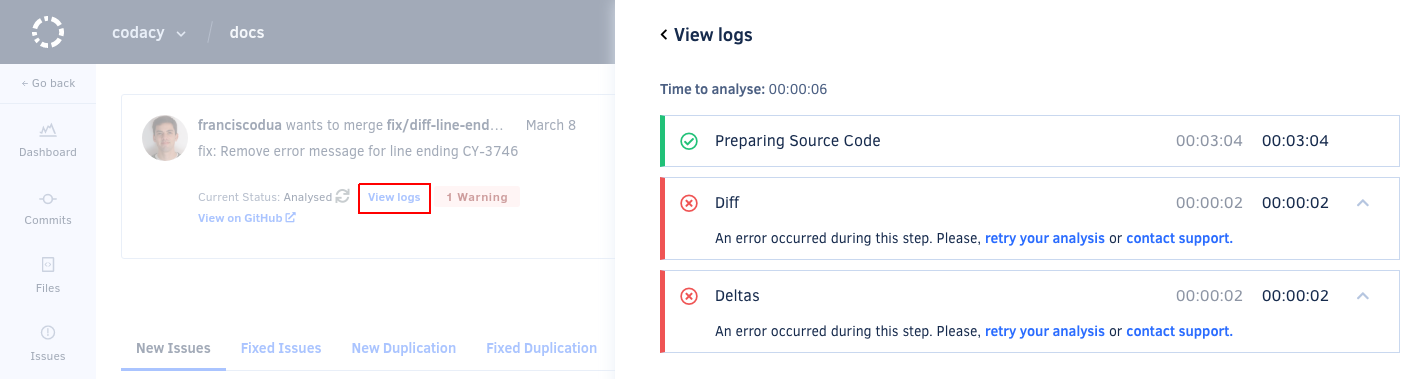 codacy / docs
← Go back
Dashboard
Commits
Files
Issues
franciscodua wants to merge fix/diff-line-end... March 8
fix: Remove error message for line ending CY-3746
Current Status: Analysed View logs 1 Warning
View on GitHub
New Issues Fixed Issues New Duplication Fixed Duplication
View logs
Time to analyse: 00:00:06
Preparing Source Code 00:03:04 00:03:04
Diff 00:00:02 00:00:02
An error occurred during this step. Please, retry your analysis or contact support.
Deltas 00:00:02 00:00:02
An error occurred during this step. Please, retry your analysis or contact support.